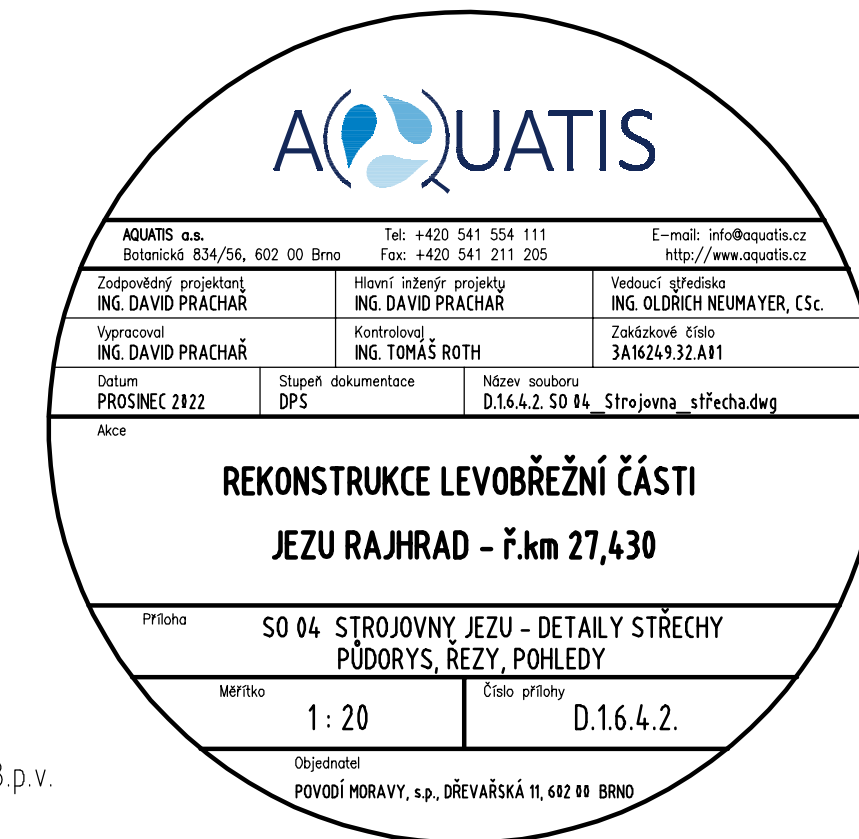 AQUATIS
AQUATIS a.s. Tel: +420 541 554 111 E-mail: info@aquatis.cz
Botanická 834/56, 602 00 Brno Fax: +420 541 211 205 http://www.aquatis.cz
Zodpovědný projektant Hlavní inženýr projektu Vedoucí střediska
ING. DAVID PRACHAŘ ING. DAVID PRACHAŘ ING. OLDŘICH NEUMAYER, CSc.
Vypracoval Kontroloval Zakázkové číslo
ING. DAVID PRACHAŘ ING. TOMÁŠ ROTH 3A16249.32.A01
Datum Stupeň dokumentace Název souboru
PROSINEC 2022 DPS D.1.6.4.2. SO 04_Strojovna_střecha.dwg
Akce
REKONSTRUKCE LEVOBŘEŽNÍ ČÁSTI
JEZU RAJHRAD - ř.km 27,430
Příloha SO 04 STROJOVNY JEZU - DETAILY STŘECHY
PŮDORYS, ŘEZY, POHLEDY
Měřítko Číslo přílohy
1 : 20 D.1.6.4.2.
Objednatel
POVODÍ MORAVY, s.p., DŘEVAŘSKÁ 11, 602 00 BRNO
.p.v.